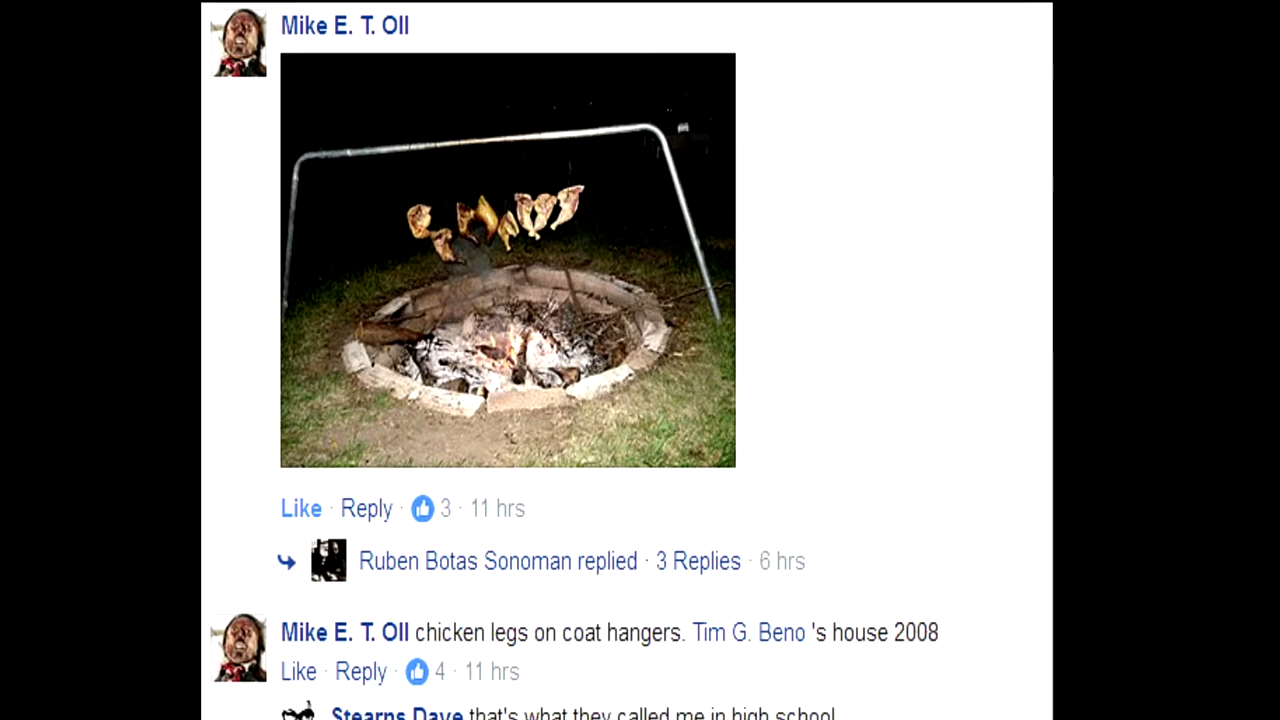 Mike E. T. Oll
Like · Reply · 3 · 11 hrs
Ruben Botas Sonoman replied · 3 Replies · 6 hrs
Mike E. T. Oll chicken legs on coat hangers. Tim G. Beno 's house 2008
Like · Reply · 4 · 11 hrs
Stearns Dave that's what they called me in high school